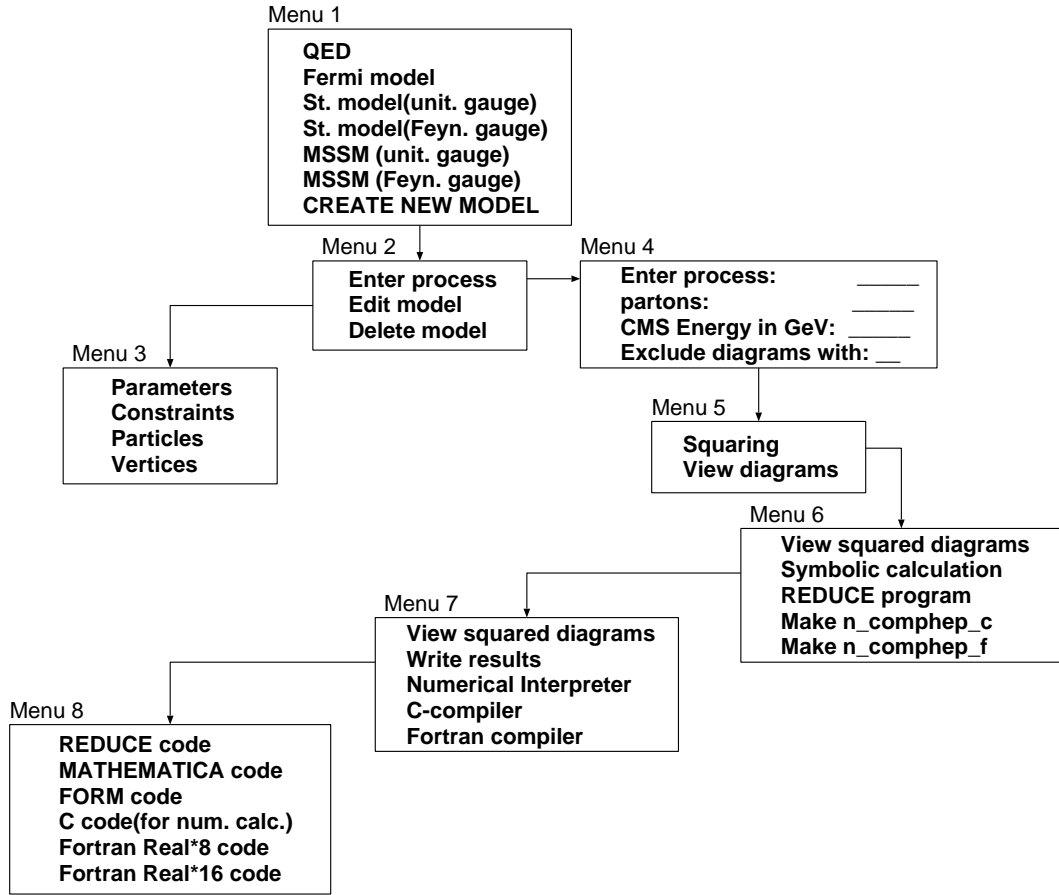 Menu 1
QED
Fermi model
St. model(unit. gauge)
St. model(Feyn. gauge)
MSSM (unit. gauge)
MSSM (Feyn. gauge)
CREATE NEW MODEL
Menu 2
Enter process
Edit model
Delete model
Menu 4
Enter process: _____
partons: _____
CMS Energy in GeV: _____
Exclude diagrams with: __
Menu 3
Parameters
Constraints
Particles
Vertices
Menu 5
Squaring
View diagrams
Menu 6
View squared diagrams
Symbolic calculation
REDUCE program
Make n_comphep_c
Make n_comphep_f
Menu 7
View squared diagrams
Write results
Numerical Interpreter
C-compiler
Fortran compiler
Menu 8
REDUCE code
MATHEMATICA code
FORM code
C code(for num. calc.)
Fortran Real*8 code
Fortran Real*16 code